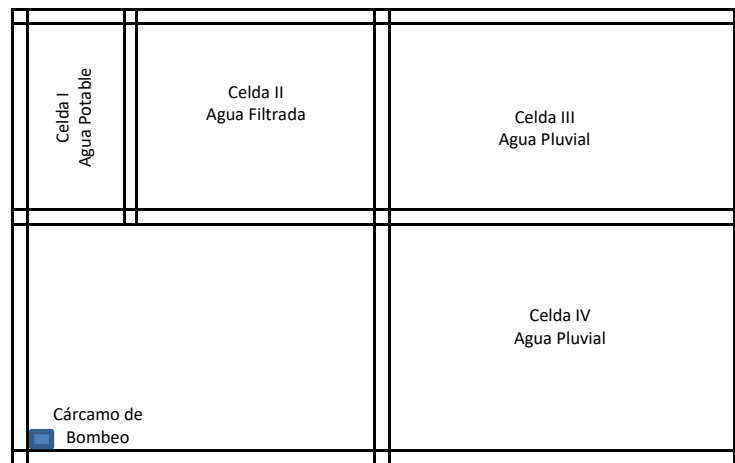 Celda I
Agua Potable
Celda II
Agua Filtrada
Celda III
Agua Pluvial
Celda IV
Agua Pluvial
Cárcamo de
Bombeo